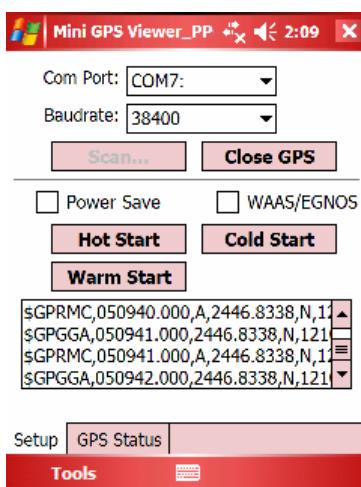 Mini GPS Viewer_PP 2:09
Com Port: COM7:
Baudrate: 38400
Scan... Close GPS
Power Save WAAS/EGNOS
Hot Start Cold Start
Warm Start
$GPRMC,050940.000,A,2446.8338,N,12
$GPGGA,050941.000,2446.8338,N,121
$GPRMC,050941.000,A,2446.8338,N,12
$GPGGA,050942.000,2446.8338,N,121
Setup GPS Status
Tools